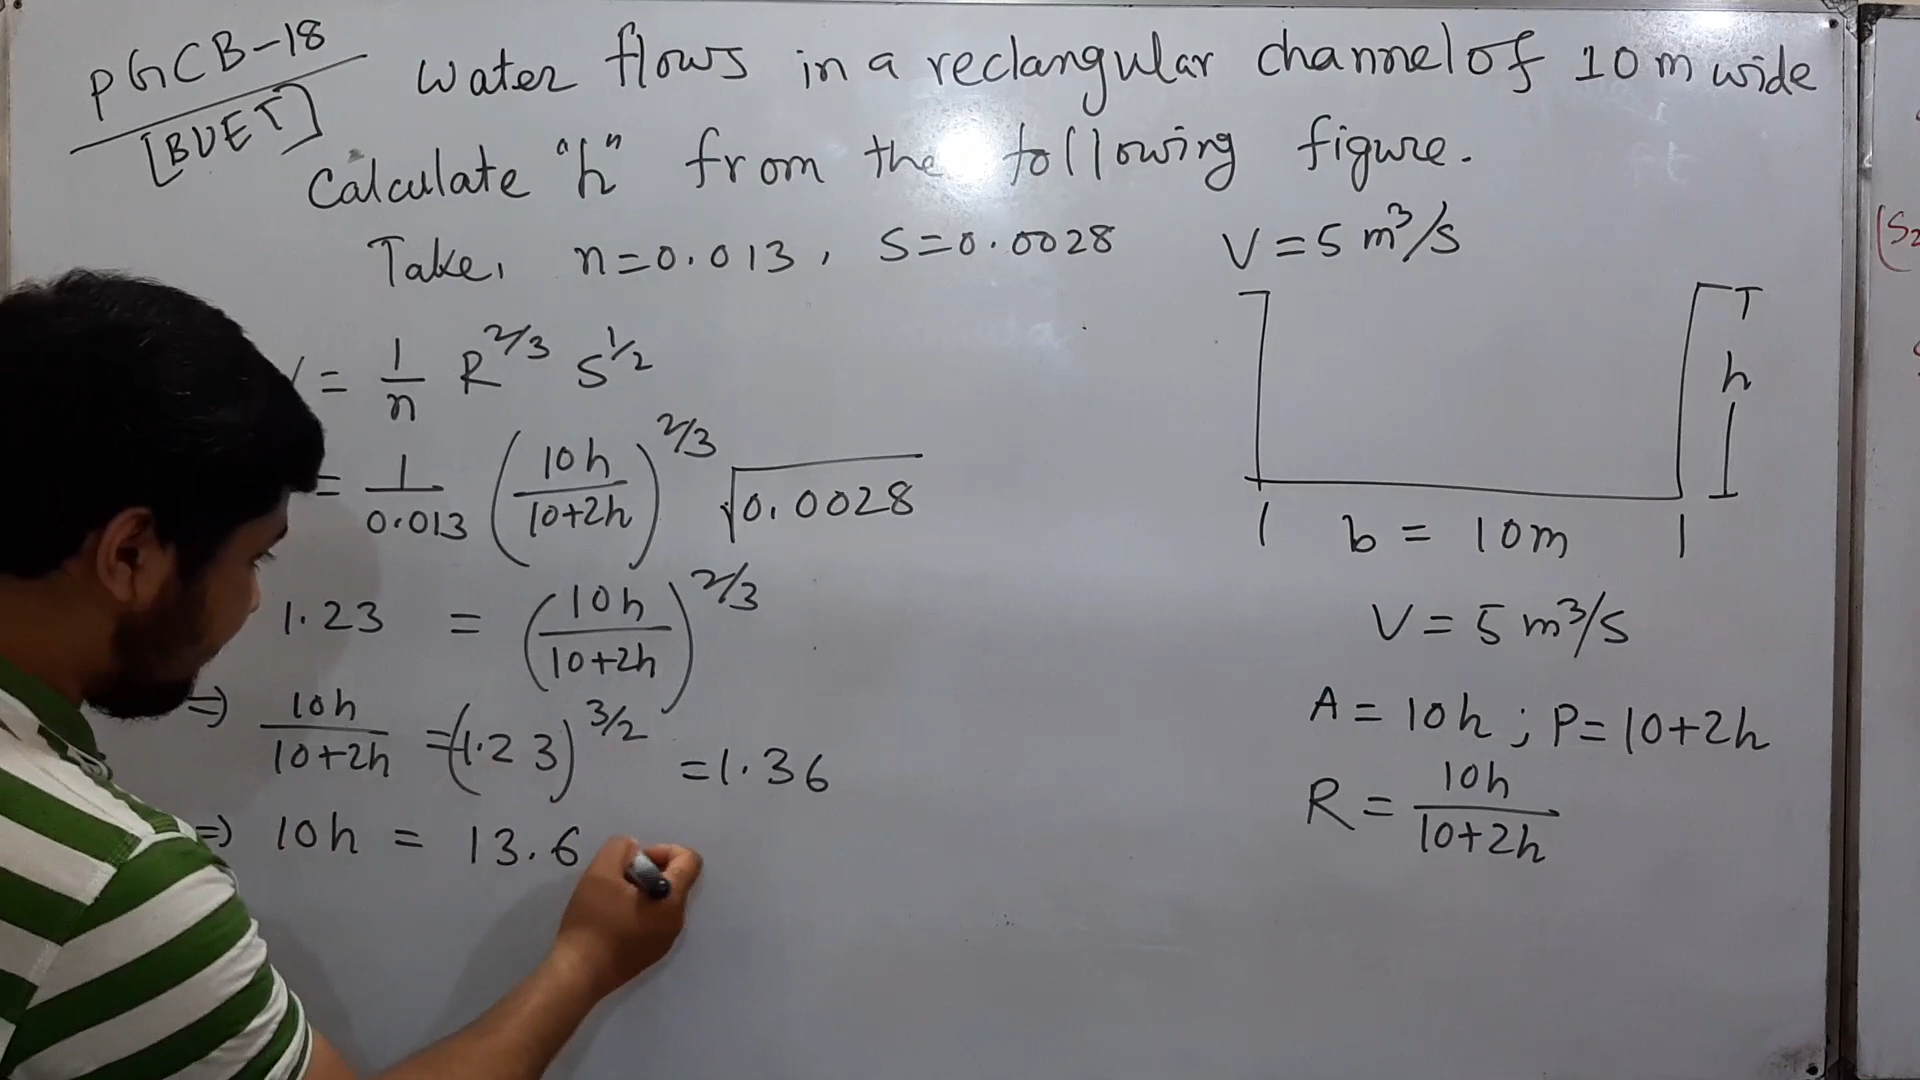 PGCB-18
[BUET]
Water flows in a reclangular channel of 10 m wide
Calculate "h" from the following figure.
Take, n=0.013, S=0.0028 V=5 m³/s
= 1/n R^2/3 S^1/2
= 1/0.013 (10h/10+2h)^2/3 √0.0028
1.23 = (10h/10+2h)^2/3
⇒ 10h/10+2h = (1.23)^3/2 = 1.36
⇒ 10h = 13.6
h
b = 10m
V = 5 m³/s
A = 10h ; P = 10+2h
R = 10h/10+2h
(S₂